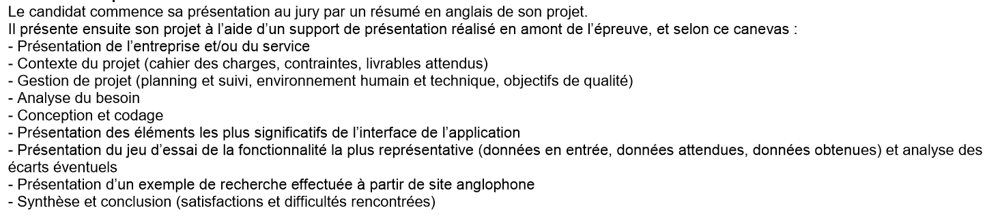 Le candidat commence sa présentation au jury par un résumé en anglais de son projet.
Il présente ensuite son projet à l'aide d'un support de présentation réalisé en amont de l'épreuve, et selon ce canevas :
- Présentation de l'entreprise et/ou du service
- Contexte du projet (cahier des charges, contraintes, livrables attendus)
- Gestion de projet (planning et suivi, environnement humain et technique, objectifs de qualité)
- Analyse du besoin
- Conception et codage
- Présentation des éléments les plus significatifs de l'interface de l'application
- Présentation du jeu d'essai de la fonctionnalité la plus représentative (données en entrée, données attendues, données obtenues) et analyse des
écarts éventuels
- Présentation d'un exemple de recherche effectuée à partir de site anglophone
- Synthèse et conclusion (satisfactions et difficultés rencontrées)